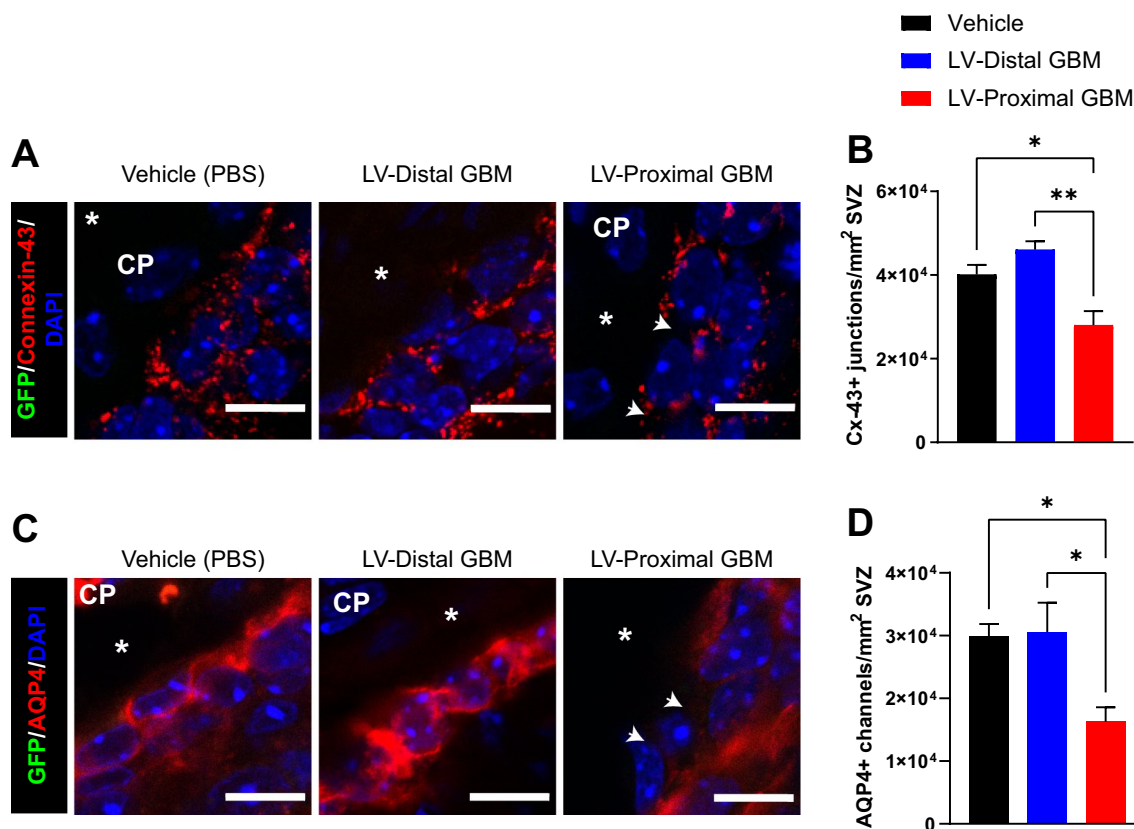 Vehicle
LV-Distal GBM
LV-Proximal GBM
A
Vehicle (PBS)
LV-Distal GBM
LV-Proximal GBM
GFP/Connexin-43/
DAPI
*
CP
*
CP
*
B
*
**
6×10⁴
4×10⁴
2×10⁴
0
Cx-43+ junctions/mm² SVZ
C
Vehicle (PBS)
LV-Distal GBM
LV-Proximal GBM
GFP/AQP4/DAPI
CP
*
CP
*
*
D
*
*
4×10⁴
3×10⁴
2×10⁴
1×10⁴
0
AQP4+ channels/mm² SVZ